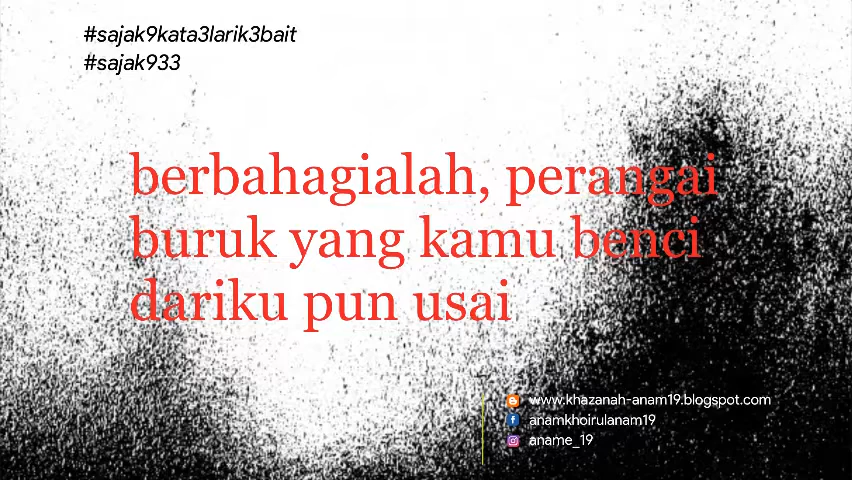 #sajak9kata3larik3bait
#sajak933
berbahagialah, perangai
buruk yang kamu benci
dariku pun usai
www.khazanah-anam19.blogspot.com
anamkhoirulanam19
aname_19